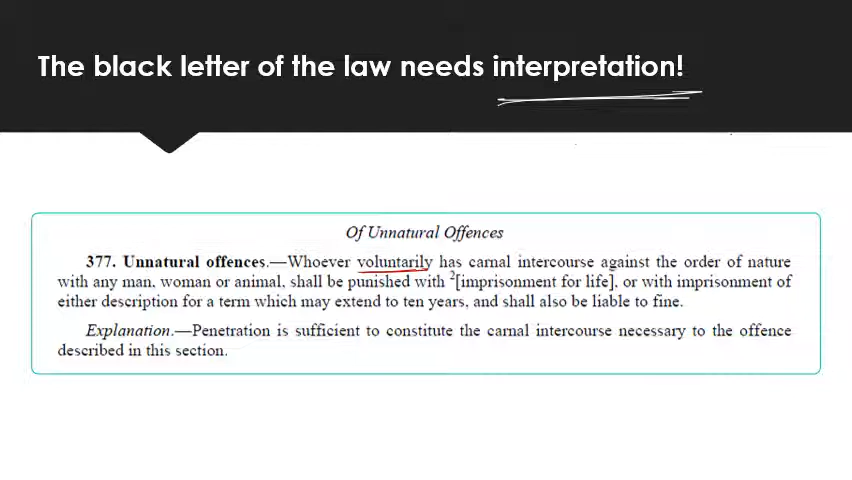 The black letter of the law needs interpretation!
Of Unnatural Offences
377. Unnatural offences.—Whoever voluntarily has carnal intercourse against the order of nature
with any man, woman or animal, shall be punished with 2[imprisonment for life], or with imprisonment of
either description for a term which may extend to ten years, and shall also be liable to fine.
Explanation.—Penetration is sufficient to constitute the carnal intercourse necessary to the offence
described in this section.